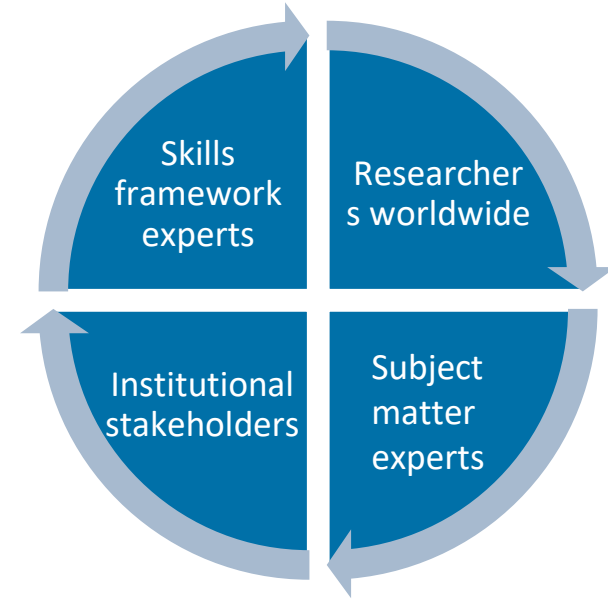 Skills
framework
experts
Researcher
s worldwide
Institutional
stakeholders
Subject
matter
experts